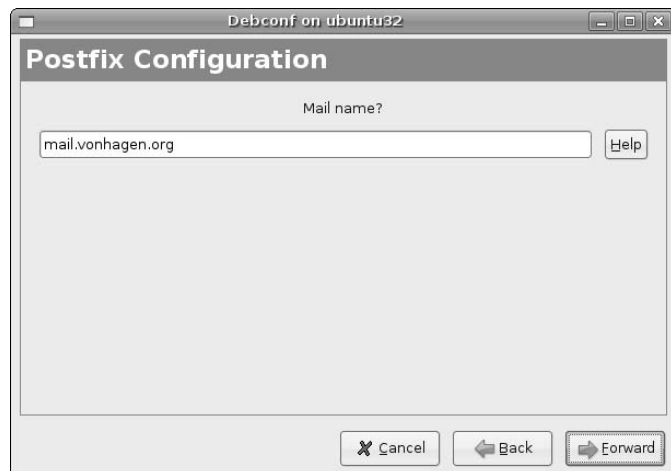 Debconf on ubuntu32
Postfix Configuration
Mail name?
mail.vonhagen.org
Help
Cancel
Back
Forward